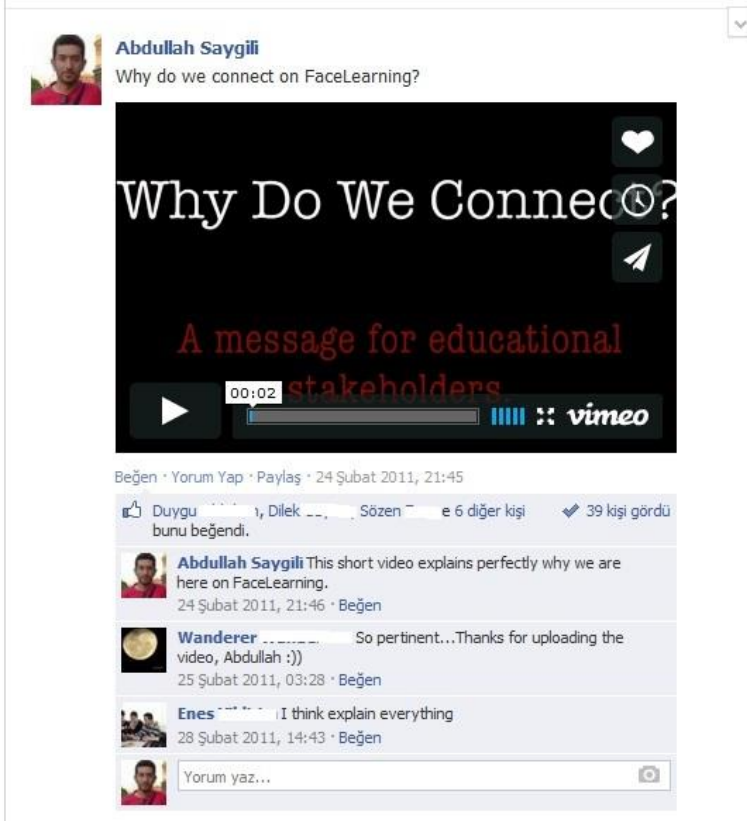 Abdullah Saygili
Why do we connect on FaceLearning?
Why Do We Connect?
A message for educational
stakeholders.
00:02
vimeo
Beğen · Yorum Yap · Paylaş · 24 Şubat 2011, 21:45
Duygu , Dilek , Sözen e 6 diğer kişi 39 kişi gördü
bunu beğendi.
Abdullah Saygili This short video explains perfectly why we are
here on FaceLearning.
24 Şubat 2011, 21:46 · Beğen
Wanderer So pertinent...Thanks for uploading the
video, Abdullah :))
25 Şubat 2011, 03:28 · Beğen
Enes I think explain everything
28 Şubat 2011, 14:43 · Beğen
Yorum yaz...